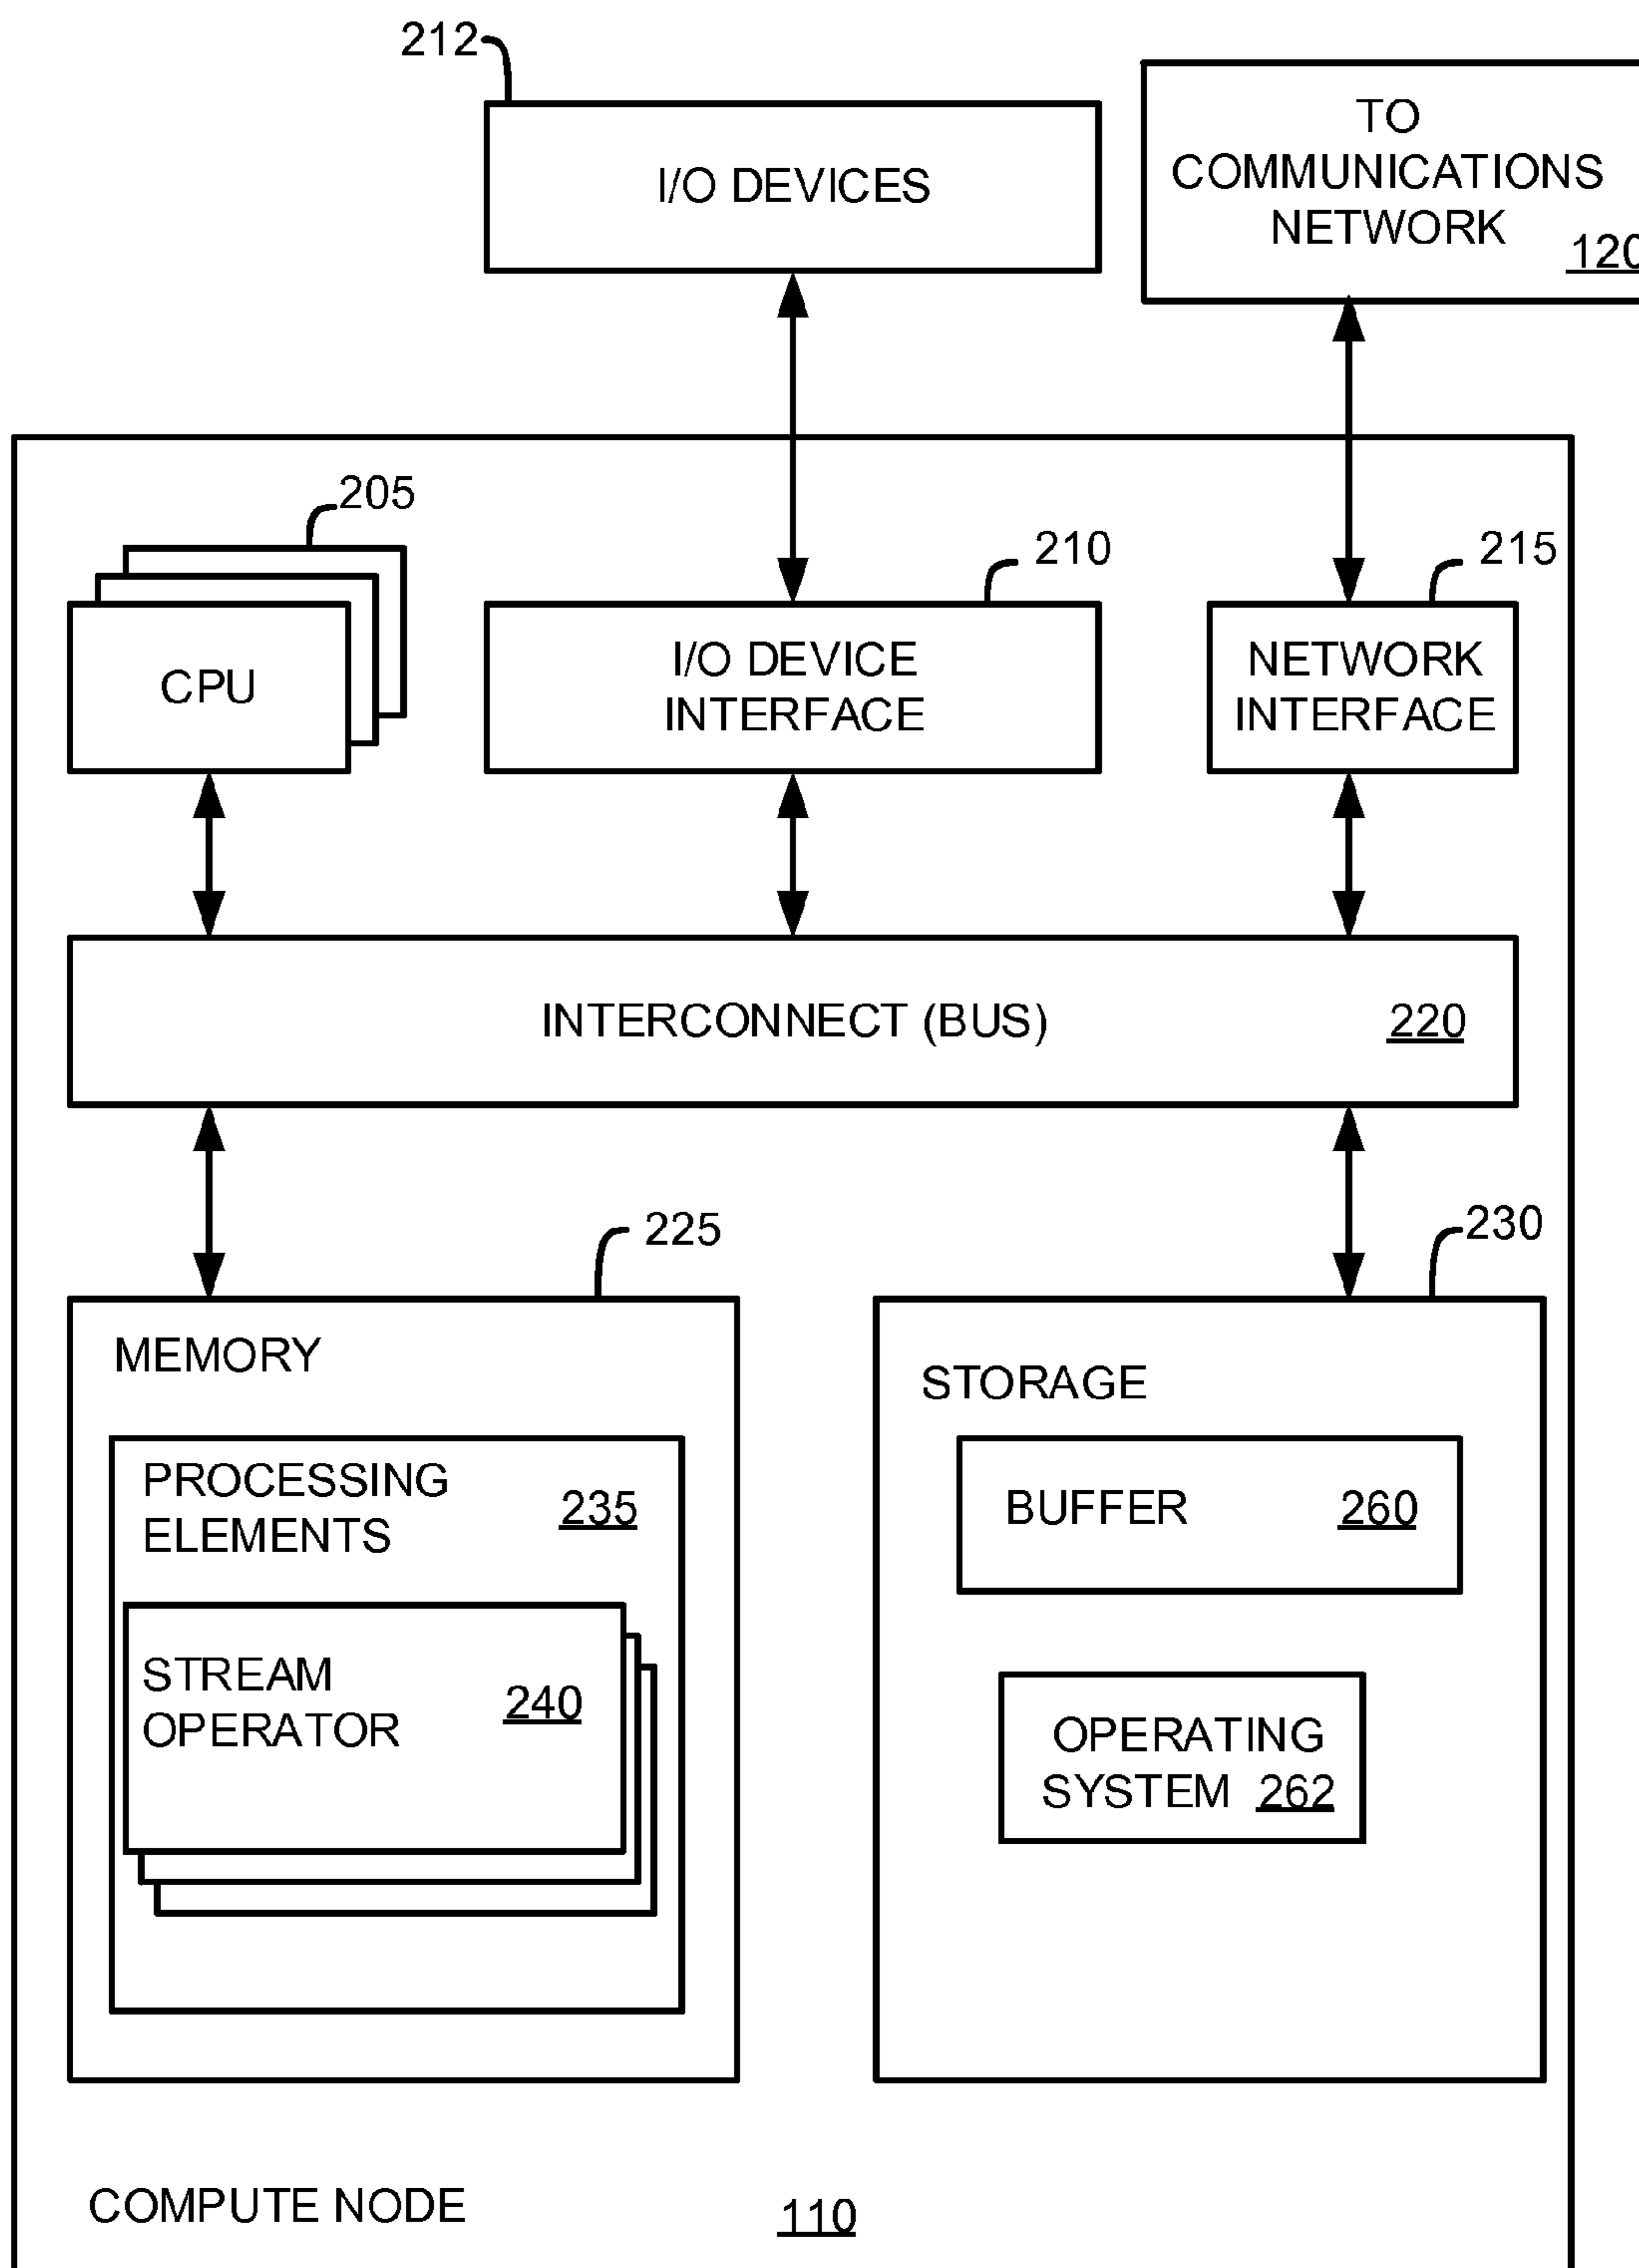 212
I/O DEVICES
TO
COMMUNICATIONS
NETWORK
120
205
210
215
CPU
I/O DEVICE
INTERFACE
NETWORK
INTERFACE
INTERCONNECT (BUS) 220
225
230
MEMORY
PROCESSING
ELEMENTS
235
STREAM
OPERATOR
240
STORAGE
BUFFER 260
OPERATING
SYSTEM 262
COMPUTE NODE 110